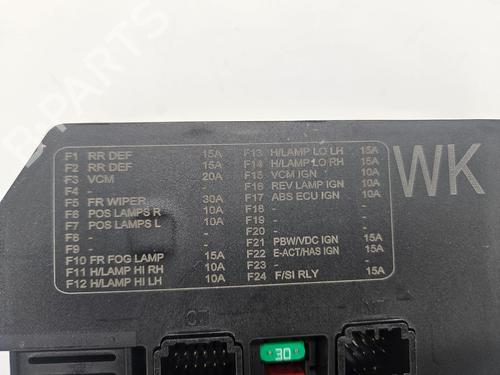 F1 RR DEF 15A
F2 RR DEF 15A
F3 VCM 20A
F4 -
F5 FR WIPER 30A
F6 POS LAMPS R 10A
F7 POS LAMPS L 10A
F8 -
F9 -
F10 FR FOG LAMP 15A
F11 H/LAMP HI RH 10A
F12 H/LAMP HI LH 10A
F13 H/LAMP LO LH 15A
F14 H/LAMP LO RH 15A
F15 VCM IGN 10A
F16 REV LAMP IGN 10A
F17 ABS ECU IGN 10A
F18 -
F19 -
F20 -
F21 PBW/VDC IGN 15A
F22 E-ACT/HAS IGN 15A
F23 -
F24 F/SI RLY 15A
WK
30
B-PARTS